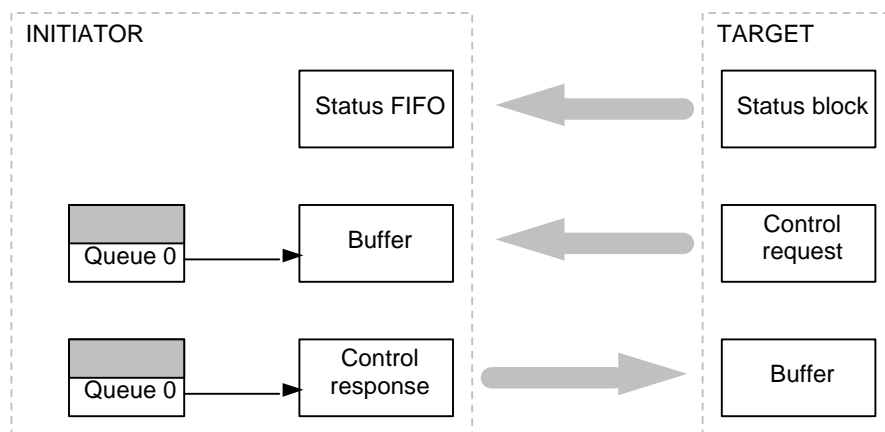 INITIATOR
TARGET
Status FIFO
Status block
Queue 0
Buffer
Control
request
Queue 0
Control
response
Buffer